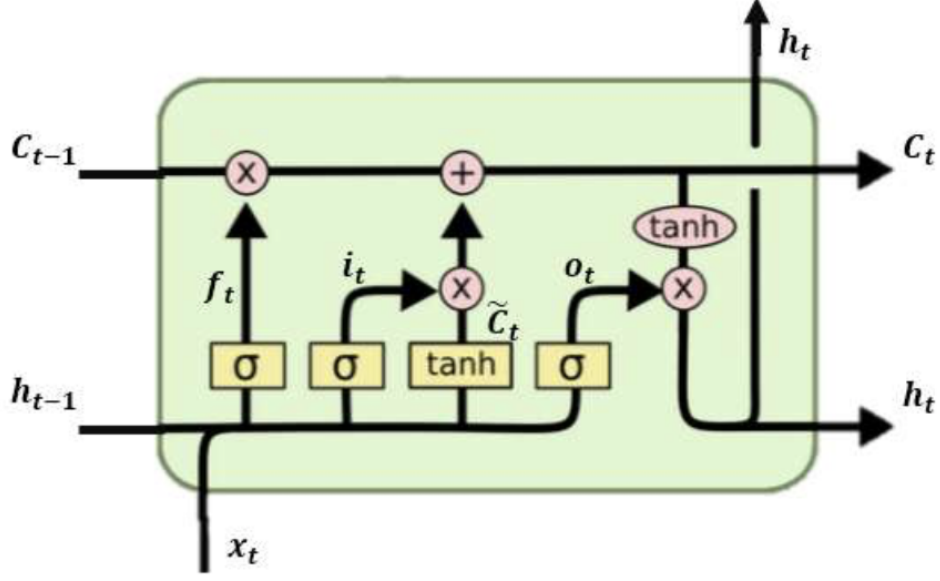 h_t
C_{t-1}
x
+
C_t
tanh
f_t
i_t
x
o_t
x
C̃_t
σ
σ
tanh
σ
h_{t-1}
h_t
x_t